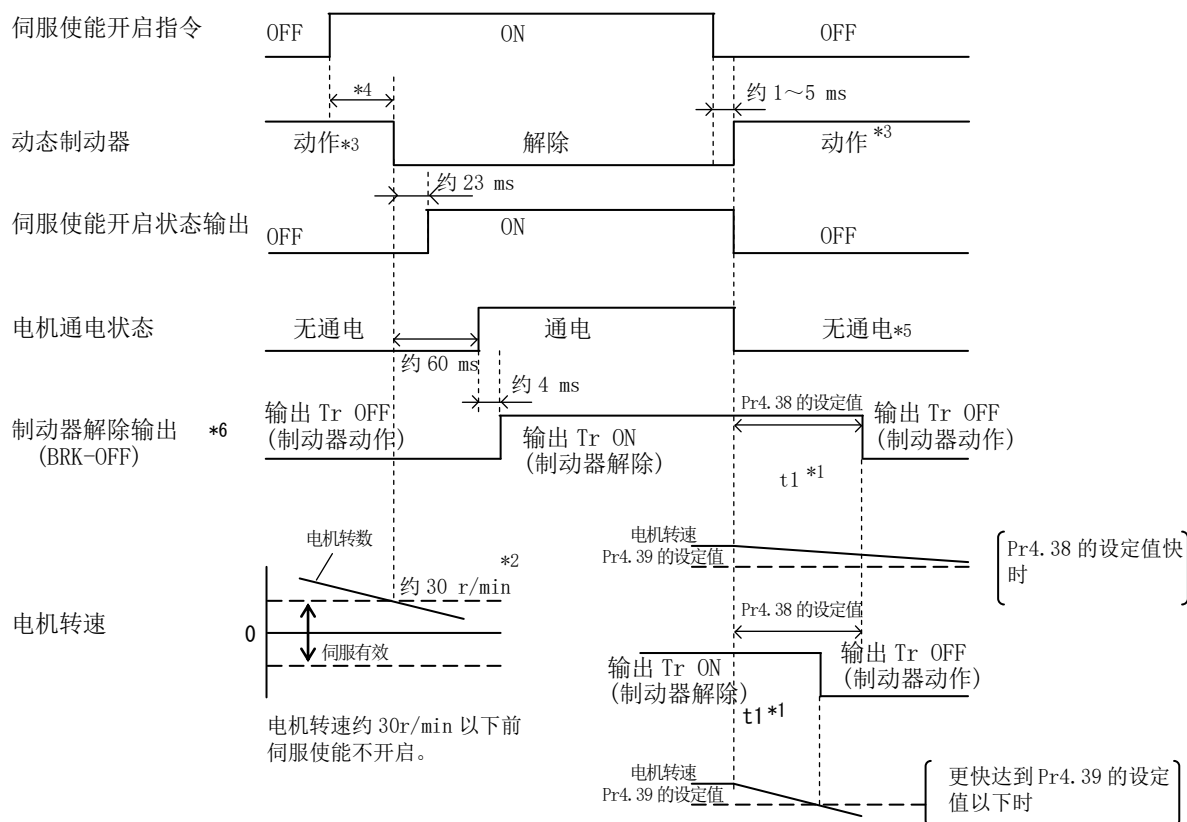 伺服使能开启指令
OFF
ON
OFF
*4
约 1～5 ms
动态制动器
动作*3
解除
动作*3
约 23 ms
伺服使能开启状态输出
OFF
ON
OFF
电机通电状态
无通电
通电
无通电*5
约 60 ms
约 4 ms
制动器解除输出 *6
(BRK-OFF)
输出 Tr OFF
(制动器动作)
输出 Tr ON
(制动器解除)
Pr4.38 的设定值
t1*1
输出 Tr OFF
(制动器动作)
电机转速
Pr4.39 的设定值
Pr4.38 的设定值快
时
电机转速
电机转数
*2
约 30 r/min
0
伺服有效
电机转速约 30r/min 以下前
伺服使能不开启。
Pr4.38 的设定值
输出 Tr ON
(制动器解除)
输出 Tr OFF
(制动器动作)
t1*1
电机转速
Pr4.39 的设定值
更快达到 Pr4.39 的设定
值以下时